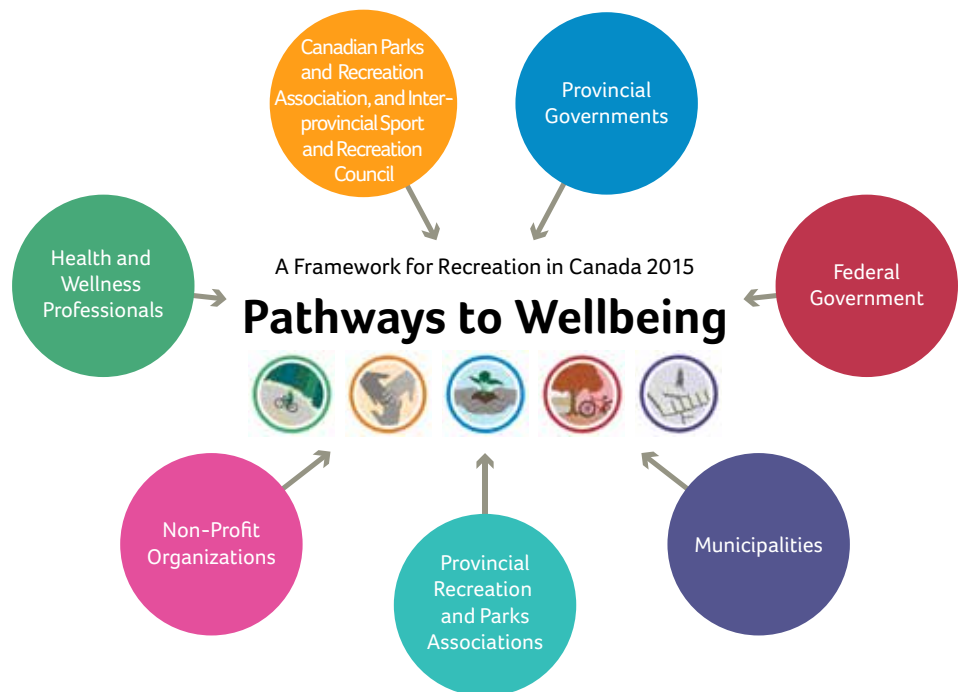 Canadian Parks
and Recreation
Association, and Inter-
provincial Sport
and Recreation
Council
Provincial
Governments
Health and
Wellness
Professionals
A Framework for Recreation in Canada 2015
Pathways to Wellbeing
Federal
Government
Non-Profit
Organizations
Provincial
Recreation
and Parks
Associations
Municipalities